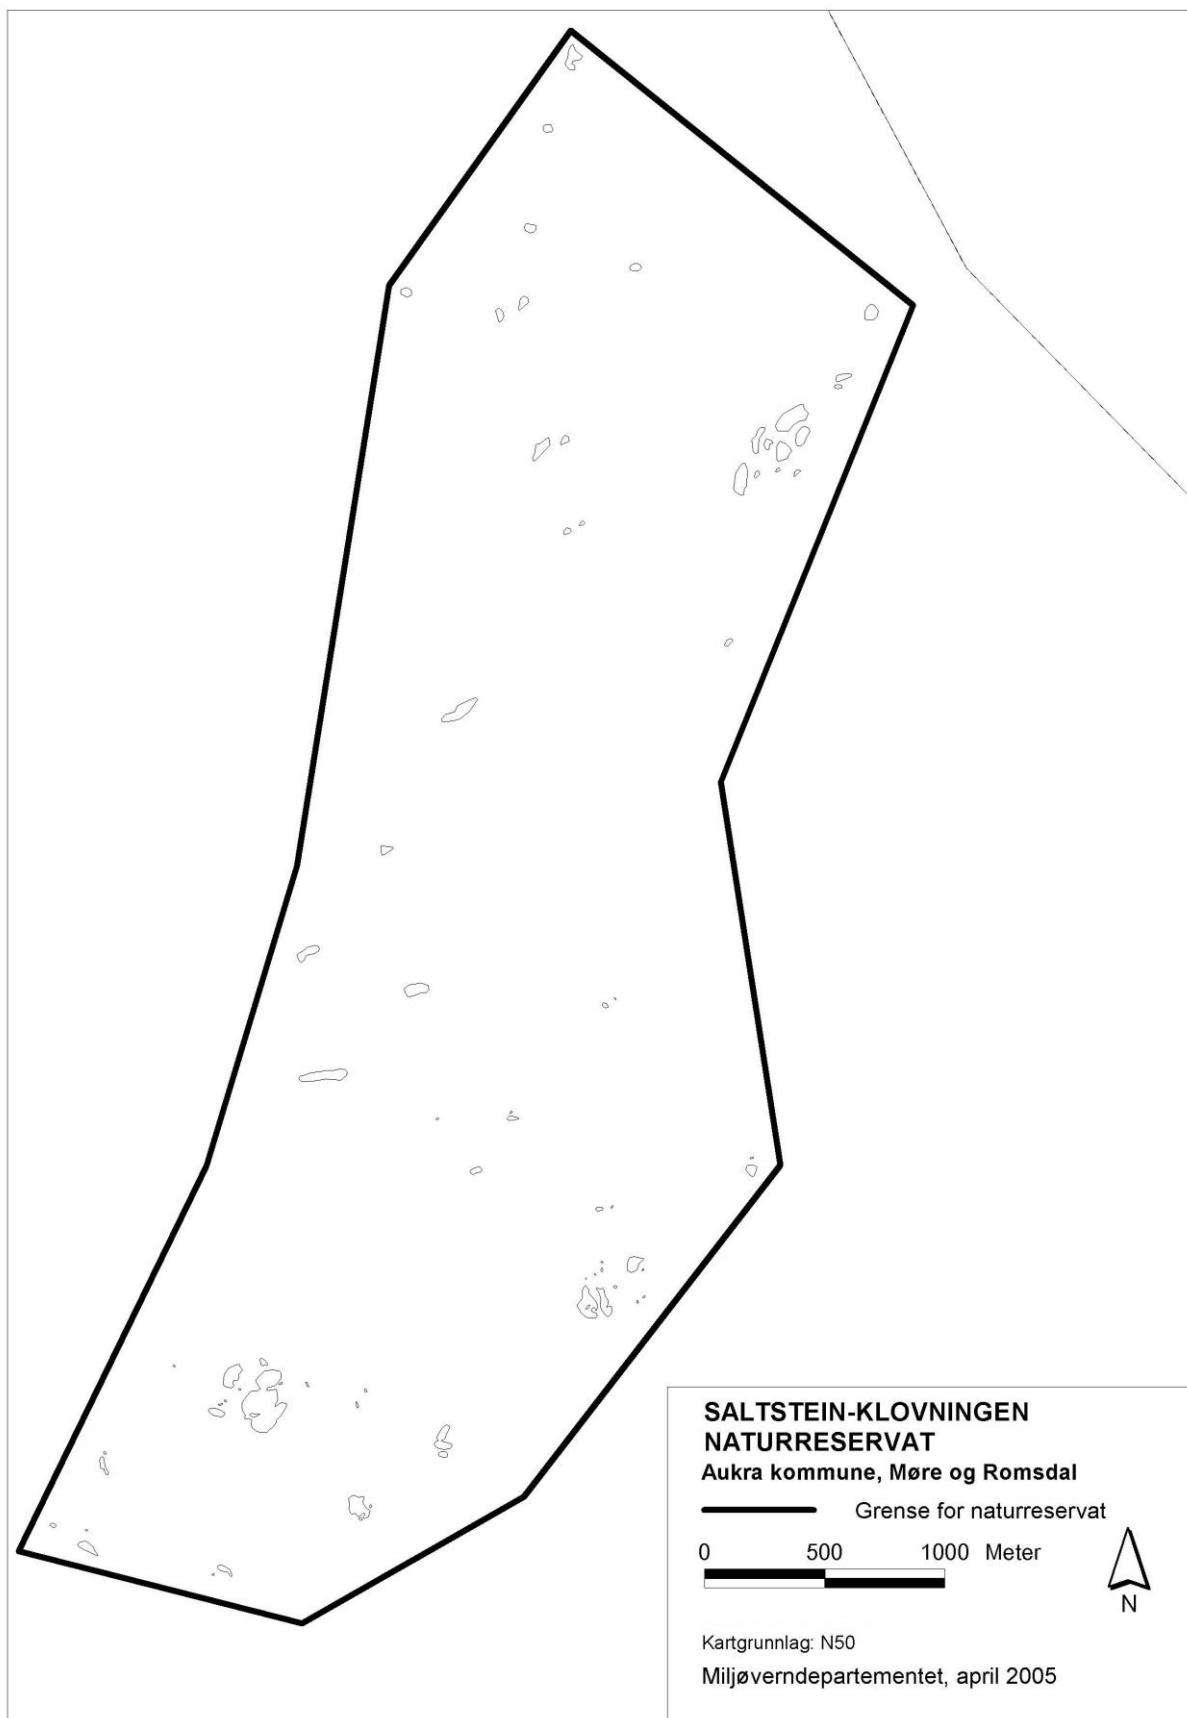 SALTSTEIN-KLOVNINGEN
NATURRESERVAT
Aukra kommune, Møre og Romsdal
Grense for naturreservat
0 500 1000 Meter
N
Kartgrunnlag: N50
Miljøverndepartementet, april 2005